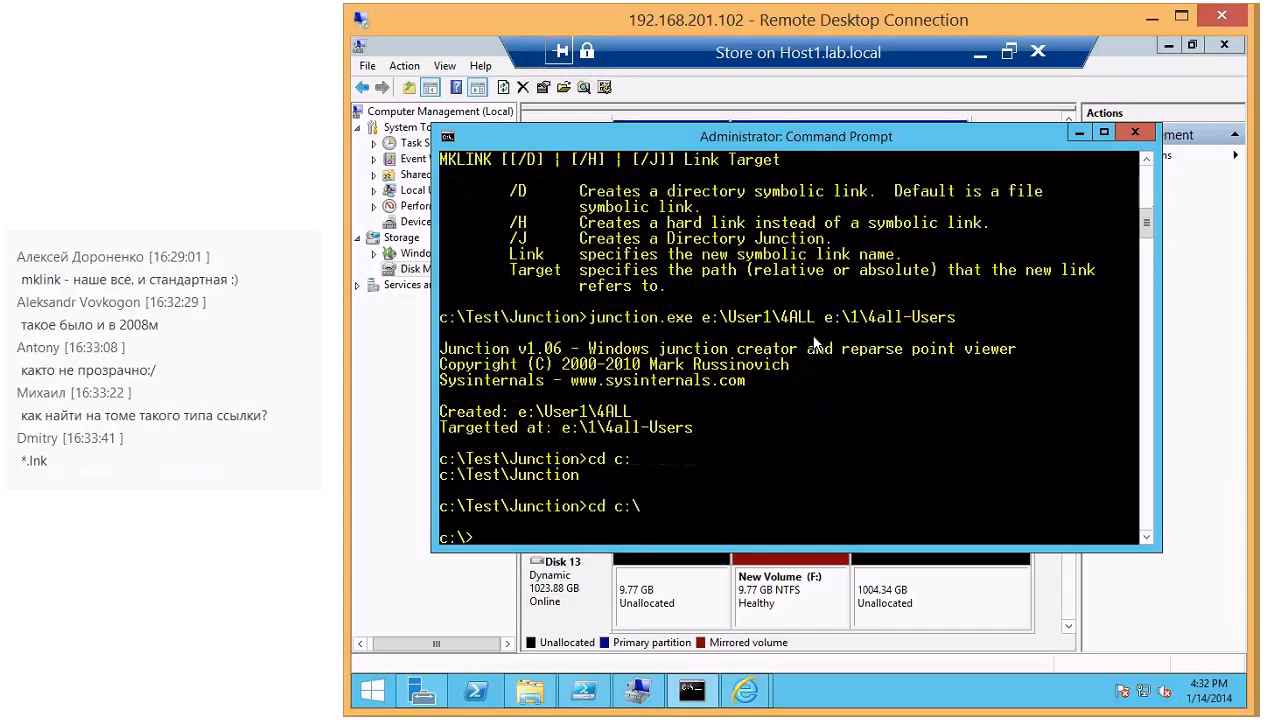 192.168.201.102 - Remote Desktop Connection
Store on Host1.lab.local
File Action View Help
Computer Management (Local)
System To
Task S
Event
Shared
Local U
Perfor
Device
Storage
Windo
Disk M
Services a
Actions
ement
ns
Administrator: Command Prompt
MKLINK [[/D] | [/H] | [/J]] Link Target
/D Creates a directory symbolic link. Default is a file
symbolic link.
/H Creates a hard link instead of a symbolic link.
/J Creates a Directory Junction.
Link specifies the new symbolic link name.
Target specifies the path (relative or absolute) that the new link
refers to.
c:\Test\Junction>junction.exe e:\User1\4ALL e:\1\4all-Users
Junction v1.06 - Windows junction creator and reparse point viewer
Copyright (C) 2000-2010 Mark Russinovich
Sysinternals - www.sysinternals.com
Created: e:\User1\4ALL
Targetted at: e:\1\4all-Users
c:\Test\Junction>cd c:
c:\Test\Junction
c:\Test\Junction>cd c:\
c:\>
Алексей Дороненко [16:29:01 ]
mklink - наше все. и стандартная :)
Aleksandr Vovkogon [16:32:29 ]
такое было и в 2008м
Antony [16:33:08 ]
както не прозрачно:/
Михаил [16:33:22 ]
как найти на томе такого типа ссылки?
Dmitry [16:33:41 ]
*.lnk
Disk 13
Dynamic
1023.88 GB
Online
9.77 GB
Unallocated
New Volume (F:)
9.77 GB NTFS
Healthy
1004.34 GB
Unallocated
Unallocated Primary partition Mirrored volume
4:32 PM
1/14/2014